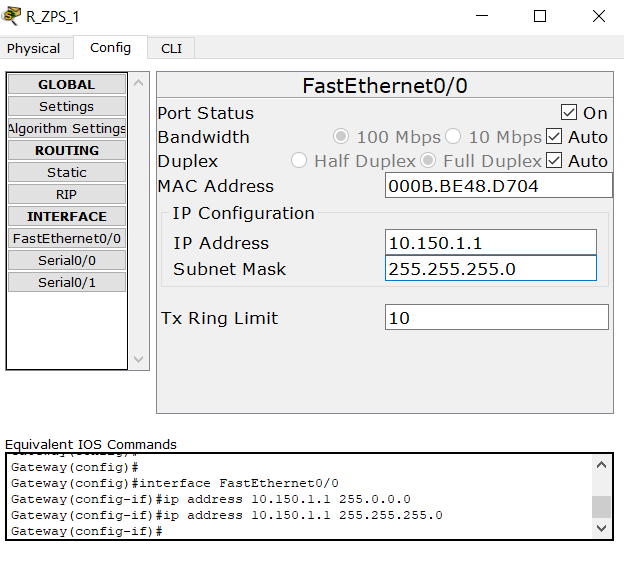 R_ZPS_1
Physical Config CLI
GLOBAL
Settings
Algorithm Settings
ROUTING
Static
RIP
INTERFACE
FastEthernet0/0
Serial0/0
Serial0/1
FastEthernet0/0
Port Status On
Bandwidth 100 Mbps 10 Mbps Auto
Duplex Half Duplex Full Duplex Auto
MAC Address 000B.BE48.D704
IP Configuration
IP Address 10.150.1.1
Subnet Mask 255.255.255.0
Tx Ring Limit 10
Equivalent IOS Commands
Gateway(config)#
Gateway(config)#
Gateway(config)#interface FastEthernet0/0
Gateway(config-if)#ip address 10.150.1.1 255.0.0.0
Gateway(config-if)#ip address 10.150.1.1 255.255.255.0
Gateway(config-if)#